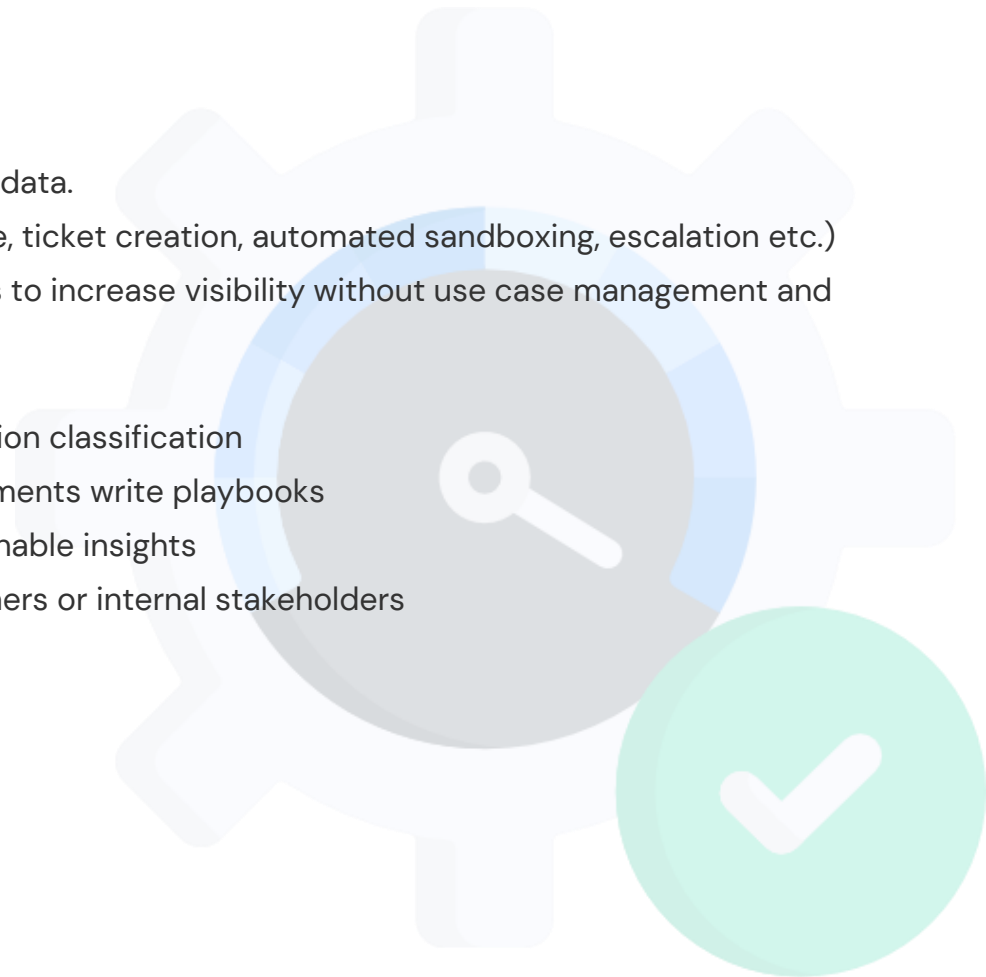 data.
, ticket creation, automated sandboxing, escalation etc.)
to increase visibility without use case management and
ion classification
ments write playbooks
nable insights
ers or internal stakeholders